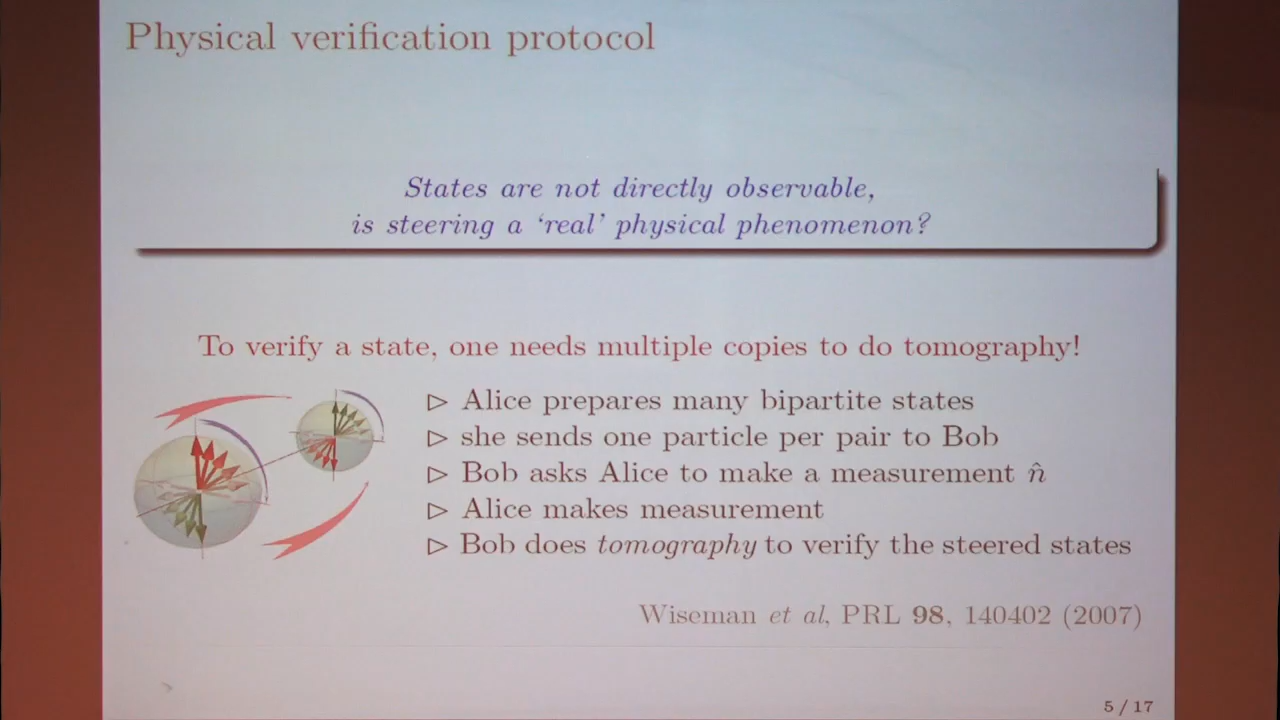 Physical verification protocol
States are not directly observable,
is steering a ‘real’ physical phenomenon?
To verify a state, one needs multiple copies to do tomography!
▷ Alice prepares many bipartite states
▷ she sends one particle per pair to Bob
▷ Bob asks Alice to make a measurement n̂
▷ Alice makes measurement
▷ Bob does tomography to verify the steered states
Wiseman et al, PRL 98, 140402 (2007)
5 / 17